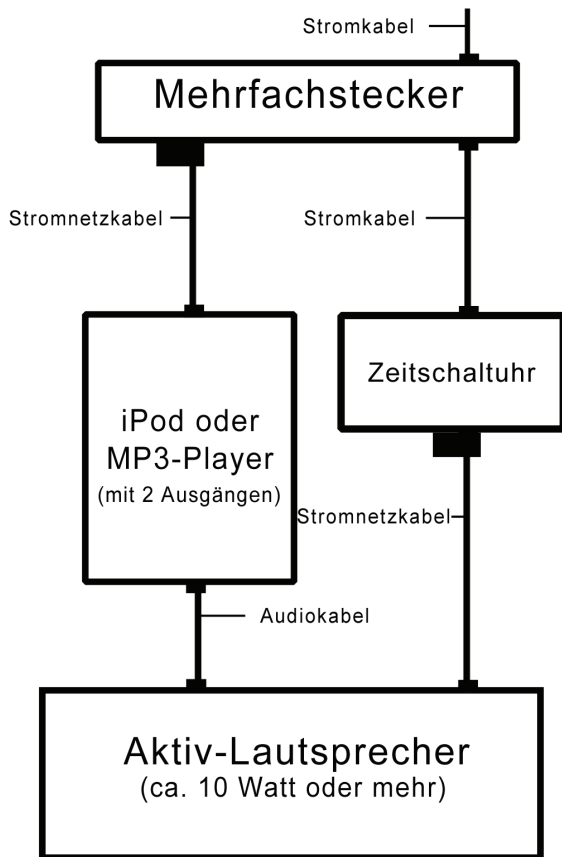 Stromkabel
Mehrfachstecker
Stromnetzkabel
Stromkabel
Zeitschaltuhr
iPod oder
MP3-Player
(mit 2 Ausgängen)
Stromnetzkabel
Audiokabel
Aktiv-Lautsprecher
(ca. 10 Watt oder mehr)